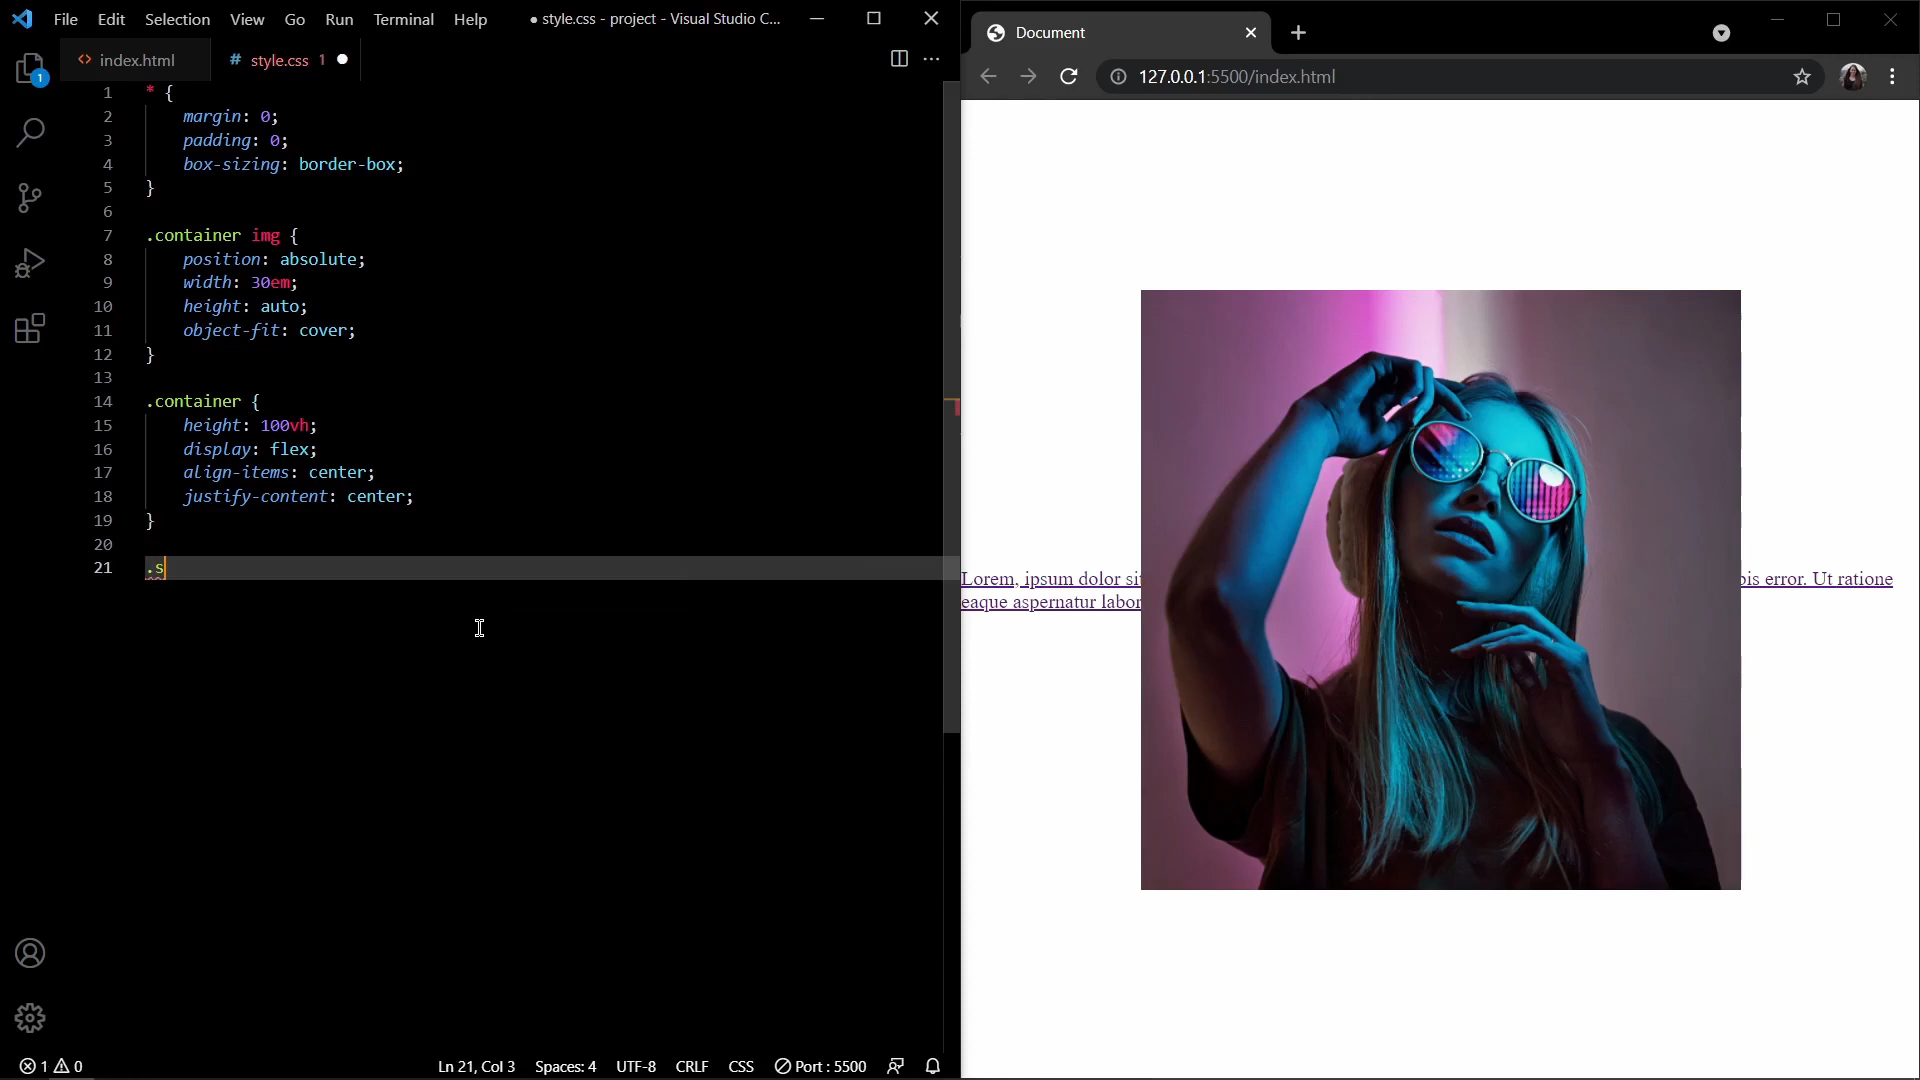 File Edit Selection View Go Run Terminal Help
● style.css - project - Visual Studio C...
index.html
# style.css 1
1 * {
2 margin: 0;
3 padding: 0;
4 box-sizing: border-box;
5 }
6
7 .container img {
8 position: absolute;
9 width: 30em;
10 height: auto;
11 object-fit: cover;
12 }
13
14 .container {
15 height: 100vh;
16 display: flex;
17 align-items: center;
18 justify-content: center;
19 }
20
21 .s
1
1 0
Ln 21, Col 3 Spaces: 4 UTF-8 CRLF CSS Port : 5500
Document
127.0.0.1:5500/index.html
Lorem, ipsum dolor error. Ut ratione
eaque aspernatur